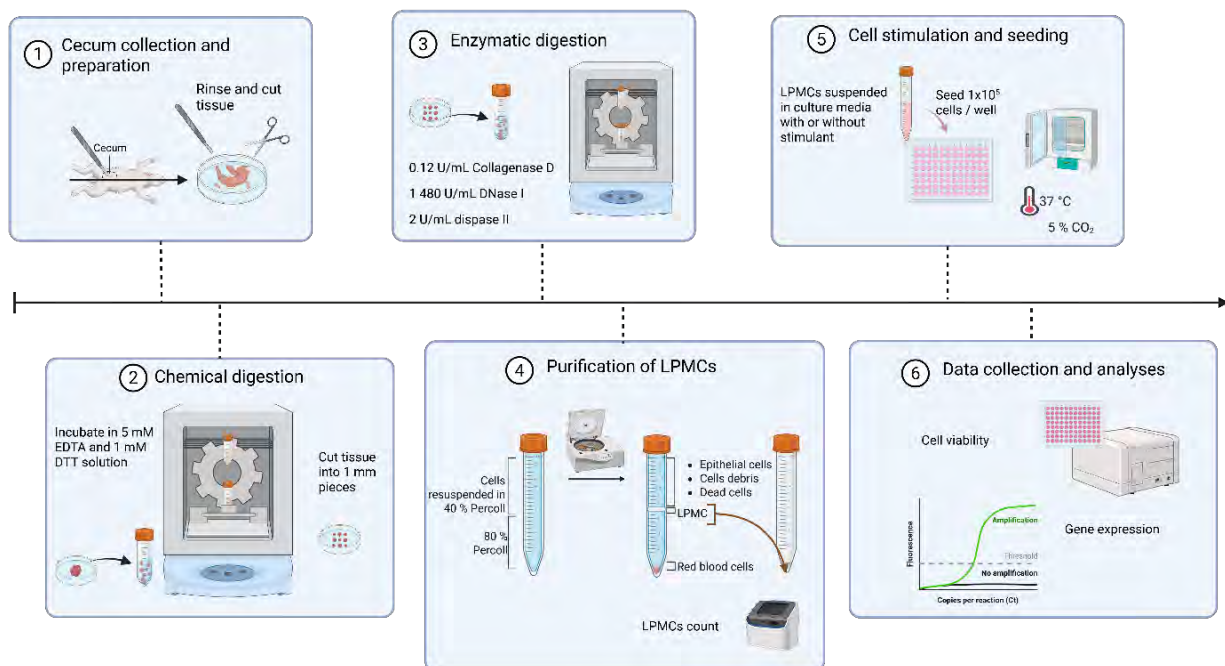 1
Cecum collection and
preparation
Rinse and cut
tissue
Cecum
2
Chemical digestion
Incubate in 5 mM
EDTA and 1 mM
DTT solution
Cut tissue
into 1 mm
pieces
3
Enzymatic digestion
0.12 U/mL Collagenase D
1 480 U/mL DNase I
2 U/mL dispase II
4
Purification of LPMCs
Cells
resuspended in
40 % Percoll
80 %
Percoll
• Epithelial cells
• Cells debris
• Dead cells
LPMC
Red blood cells
LPMCs count
5
Cell stimulation and seeding
LPMCs suspended
in culture media
with or without
stimulant
Seed 1x10⁵
cells / well
37 °C
5 % CO₂
6
Data collection and analyses
Cell viability
Gene expression
Fluorescence
Amplification
Threshold
No amplification
Copies per reaction (Ct)